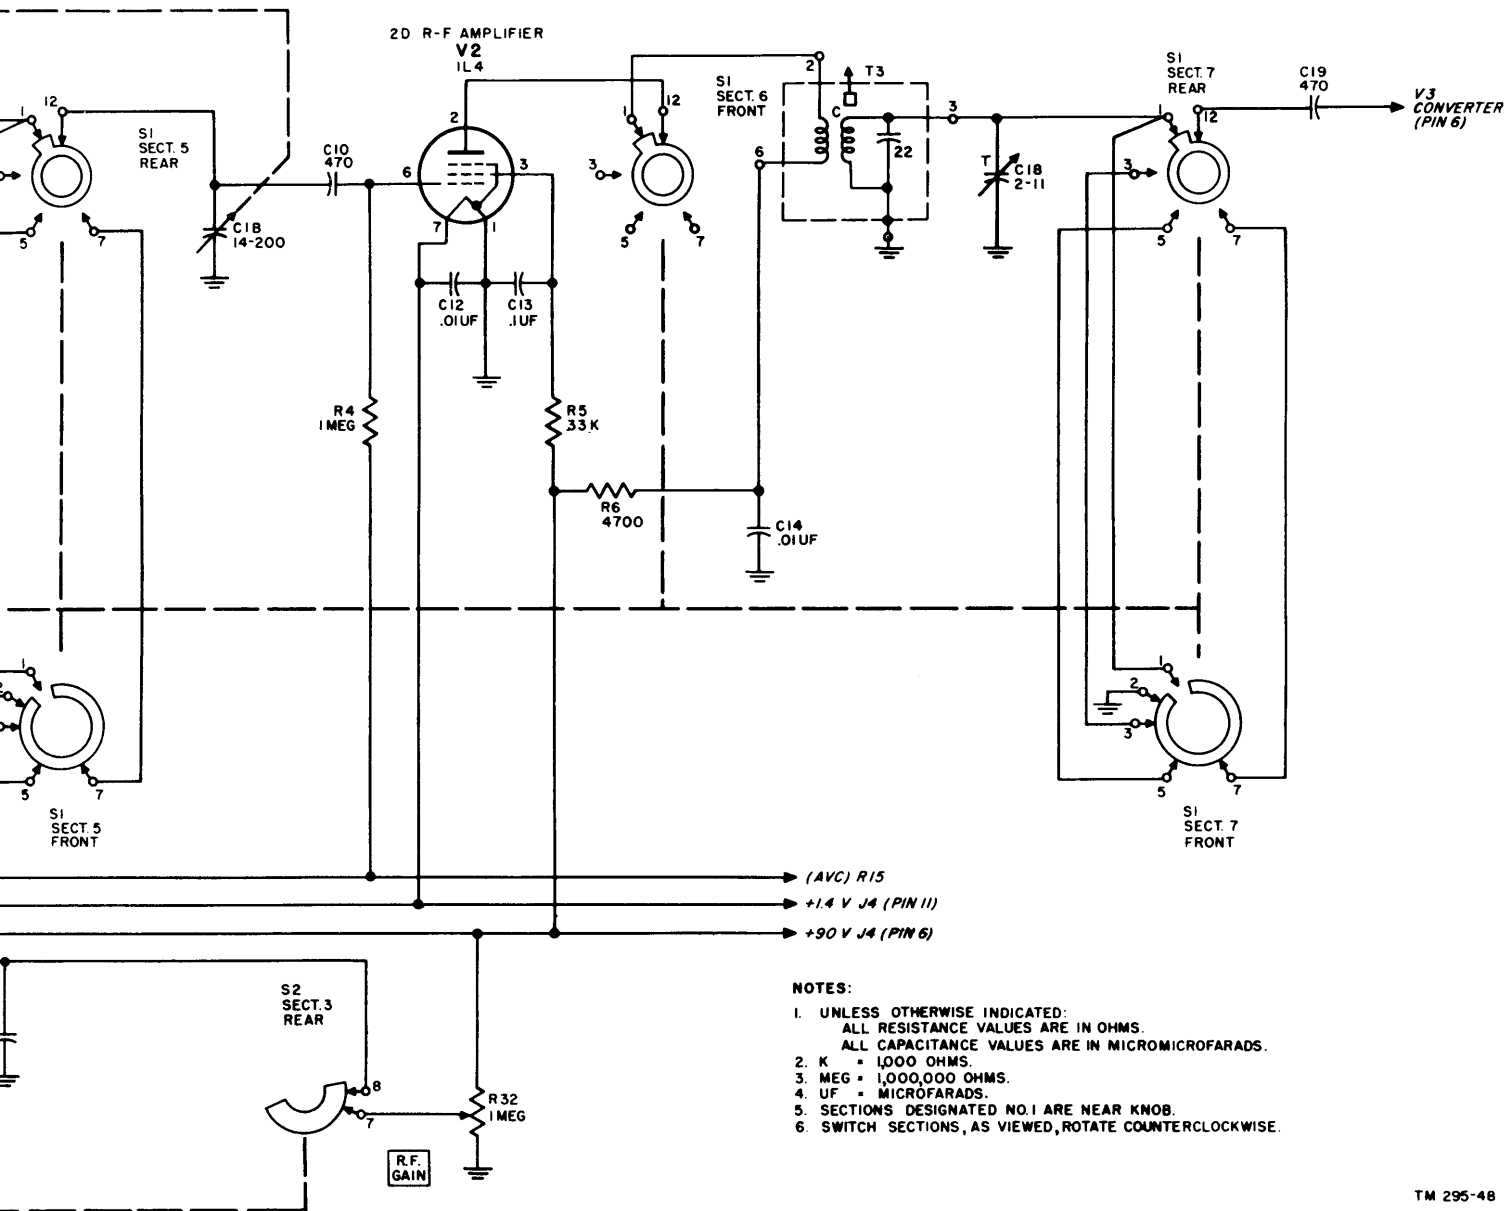 2D R-F AMPLIFIER
V2
1L4
2
6
3
7
1
1
12
S1
SECT. 5
REAR
5
7
C10
470
C1B
14-200
C12
.01UF
C13
.1UF
R4
1 MEG
R5
33K
R6
4700
C14
.01UF
1
12
3
5
7
S1
SECT. 6
FRONT
2
6
T3
C
22
3
T
C18
2-11
S1
SECT. 7
REAR
1
12
3
5
7
C19
470
V3
CONVERTER
(PIN 6)
1
2
5
7
S1
SECT. 5
FRONT
1
2
3
5
7
S1
SECT. 7
FRONT
(AVC) R15
+1.4 V J4 (PIN 11)
+90 V J4 (PIN 6)
S2
SECT. 3
REAR
8
7
R32
1 MEG
R.F.
GAIN
NOTES:
1. UNLESS OTHERWISE INDICATED:
ALL RESISTANCE VALUES ARE IN OHMS.
ALL CAPACITANCE VALUES ARE IN MICROMICROFARADS.
2. K = 1,000 OHMS.
3. MEG = 1,000,000 OHMS.
4. UF = MICROFARADS.
5. SECTIONS DESIGNATED NO. 1 ARE NEAR KNOB.
6. SWITCH SECTIONS, AS VIEWED, ROTATE COUNTERCLOCKWISE.
TM 295-48